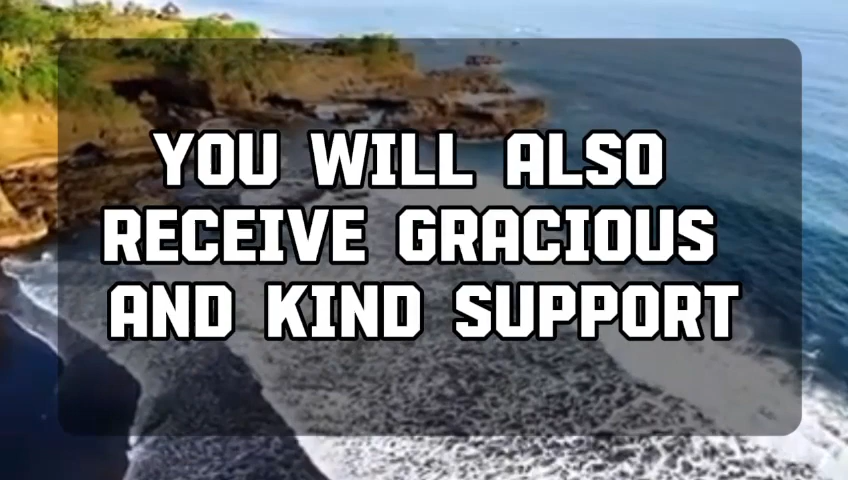 YOU WILL ALSO
RECEIVE GRACIOUS
AND KIND SUPPORT